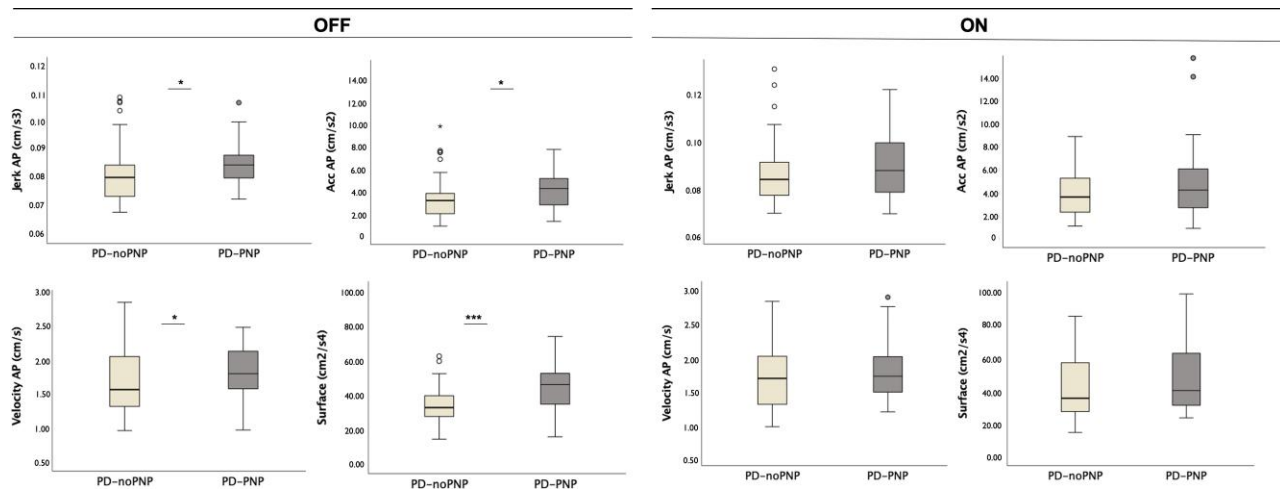 OFF
ON
*
Jerk AP (cm/s3)
0.12
0.11
0.10
0.09
0.08
0.07
0.06
PD-noPNP
PD-PNP
*
Acc AP (cm/s2)
14.00
12.00
10.00
8.00
6.00
4.00
2.00
0
PD-noPNP
PD-PNP
Jerk AP (cm/s3)
0.12
0.10
0.08
0.06
PD-noPNP
PD-PNP
Acc AP (cm/s2)
14.00
12.00
10.00
8.00
6.00
4.00
2.00
0
PD-noPNP
PD-PNP
*
Velocity AP (cm/s)
3.00
2.50
2.00
1.50
1.00
0.50
PD-noPNP
PD-PNP
***
Surface (cm2/s4)
100.00
80.00
60.00
40.00
20.00
0.00
PD-noPNP
PD-PNP
Velocity AP (cm/s)
3.00
2.50
2.00
1.50
1.00
0.50
PD-noPNP
PD-PNP
Surface (cm2/s4)
100.00
80.00
60.00
40.00
20.00
0.00
PD-noPNP
PD-PNP